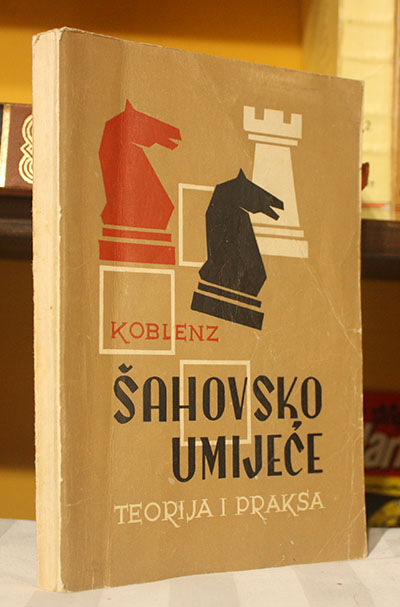 KOBLENZ
ŠAHOVSKO
UMIJEĆE
TEORIJA I PRAKSA